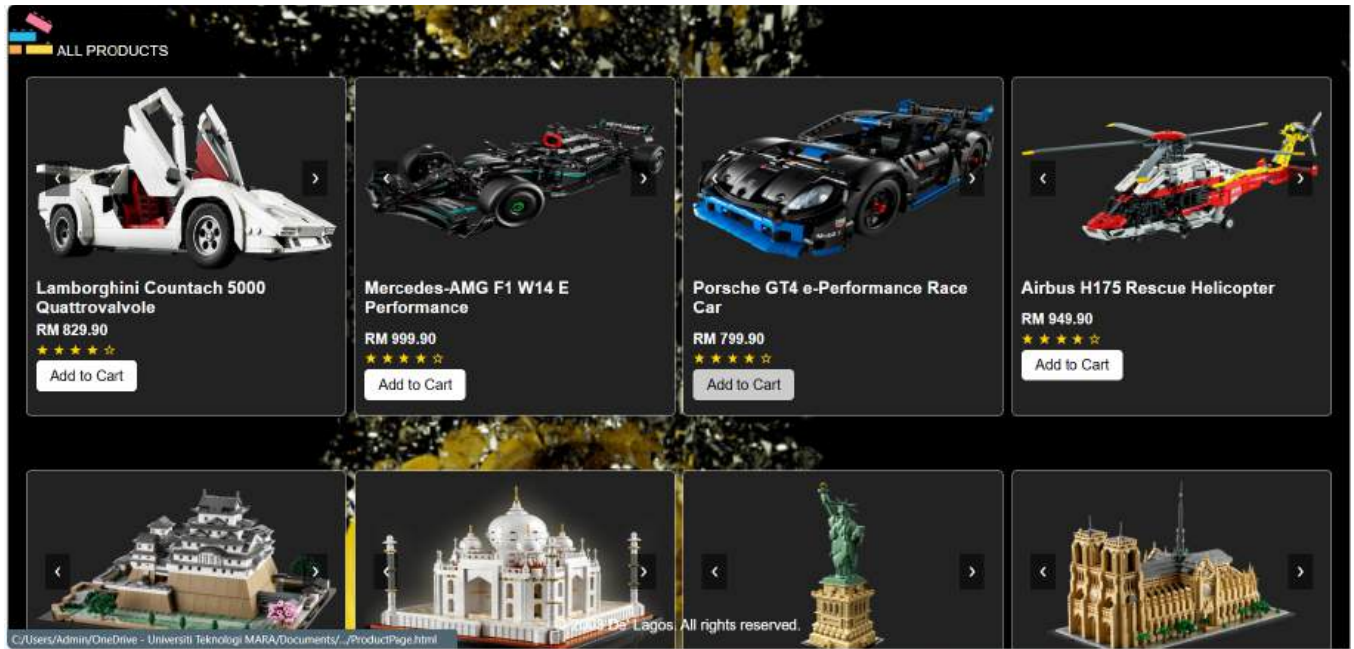 ALL PRODUCTS
Lamborghini Countach 5000
Quattrovalvole
RM 829.90
★ ★ ★ ★ ☆
Add to Cart
Mercedes-AMG F1 W14 E
Performance
RM 999.90
★ ★ ★ ★ ☆
Add to Cart
Porsche GT4 e-Performance Race
Car
RM 799.90
★ ★ ★ ★ ☆
Add to Cart
Airbus H175 Rescue Helicopter
RM 949.90
★ ★ ★ ★ ☆
Add to Cart
De' Lagos. All rights reserved.
C:/Users/Admin/OneDrive - Universiti Teknologi MARA/Documents/.../ProductPage.html